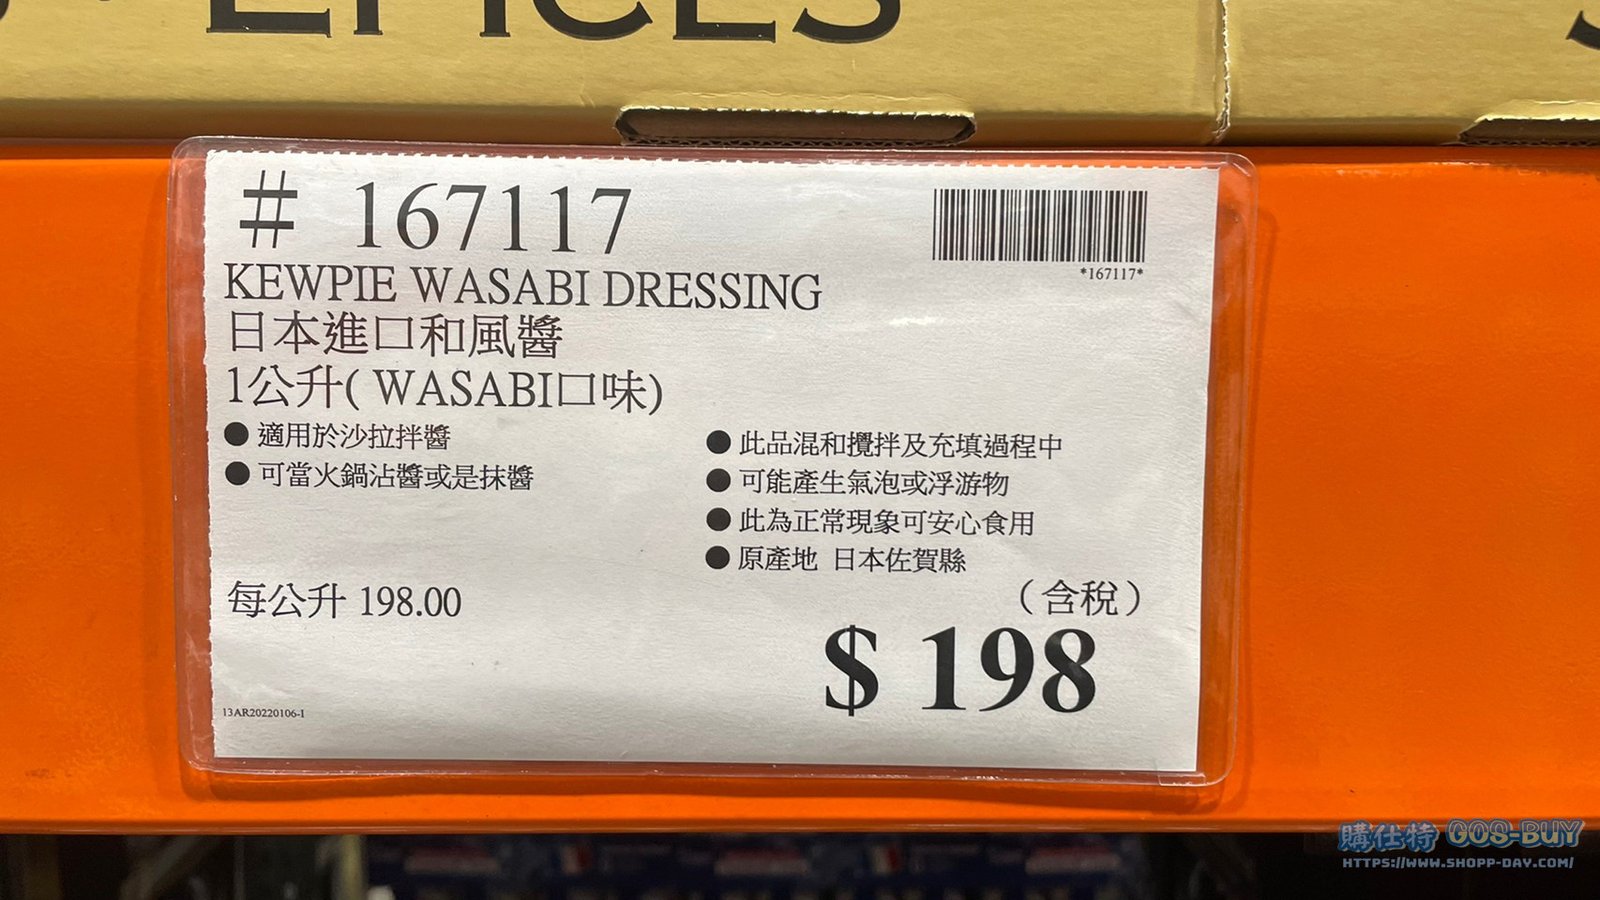 SPICES
# 167117
*167117*
KEWPIE WASABI DRESSING
日本進口和風醬
1公升( WASABI口味)
● 適用於沙拉拌醬
● 可當火鍋沾醬或是抹醬
● 此品混和攪拌及充填過程中
● 可能產生氣泡或浮游物
● 此為正常現象可安心食用
● 原產地 日本佐賀縣
每公升 198.00
（含稅）
$ 198
13AR20220106-1
購仕特 GOS-BUY
HTTPS://WWW.SHOPP-DAY.COM/